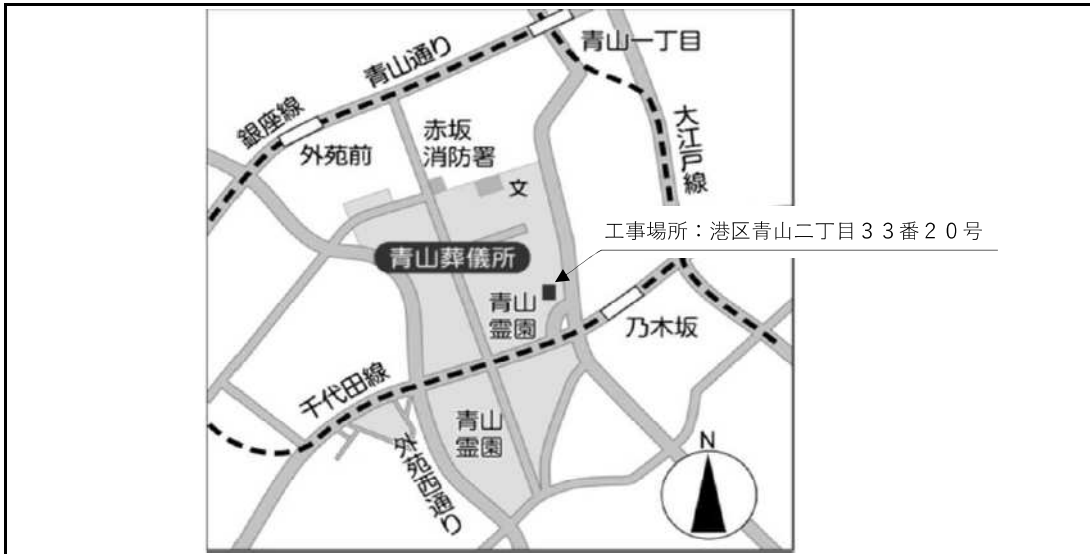 青山一丁目
青山通り
銀座線
外苑前
赤坂
消防署
文
大江戸線
工事場所：港区青山二丁目３３番２０号
青山葬儀所
青山
霊園
乃木坂
千代田線
青山
霊園
外苑西通り
N